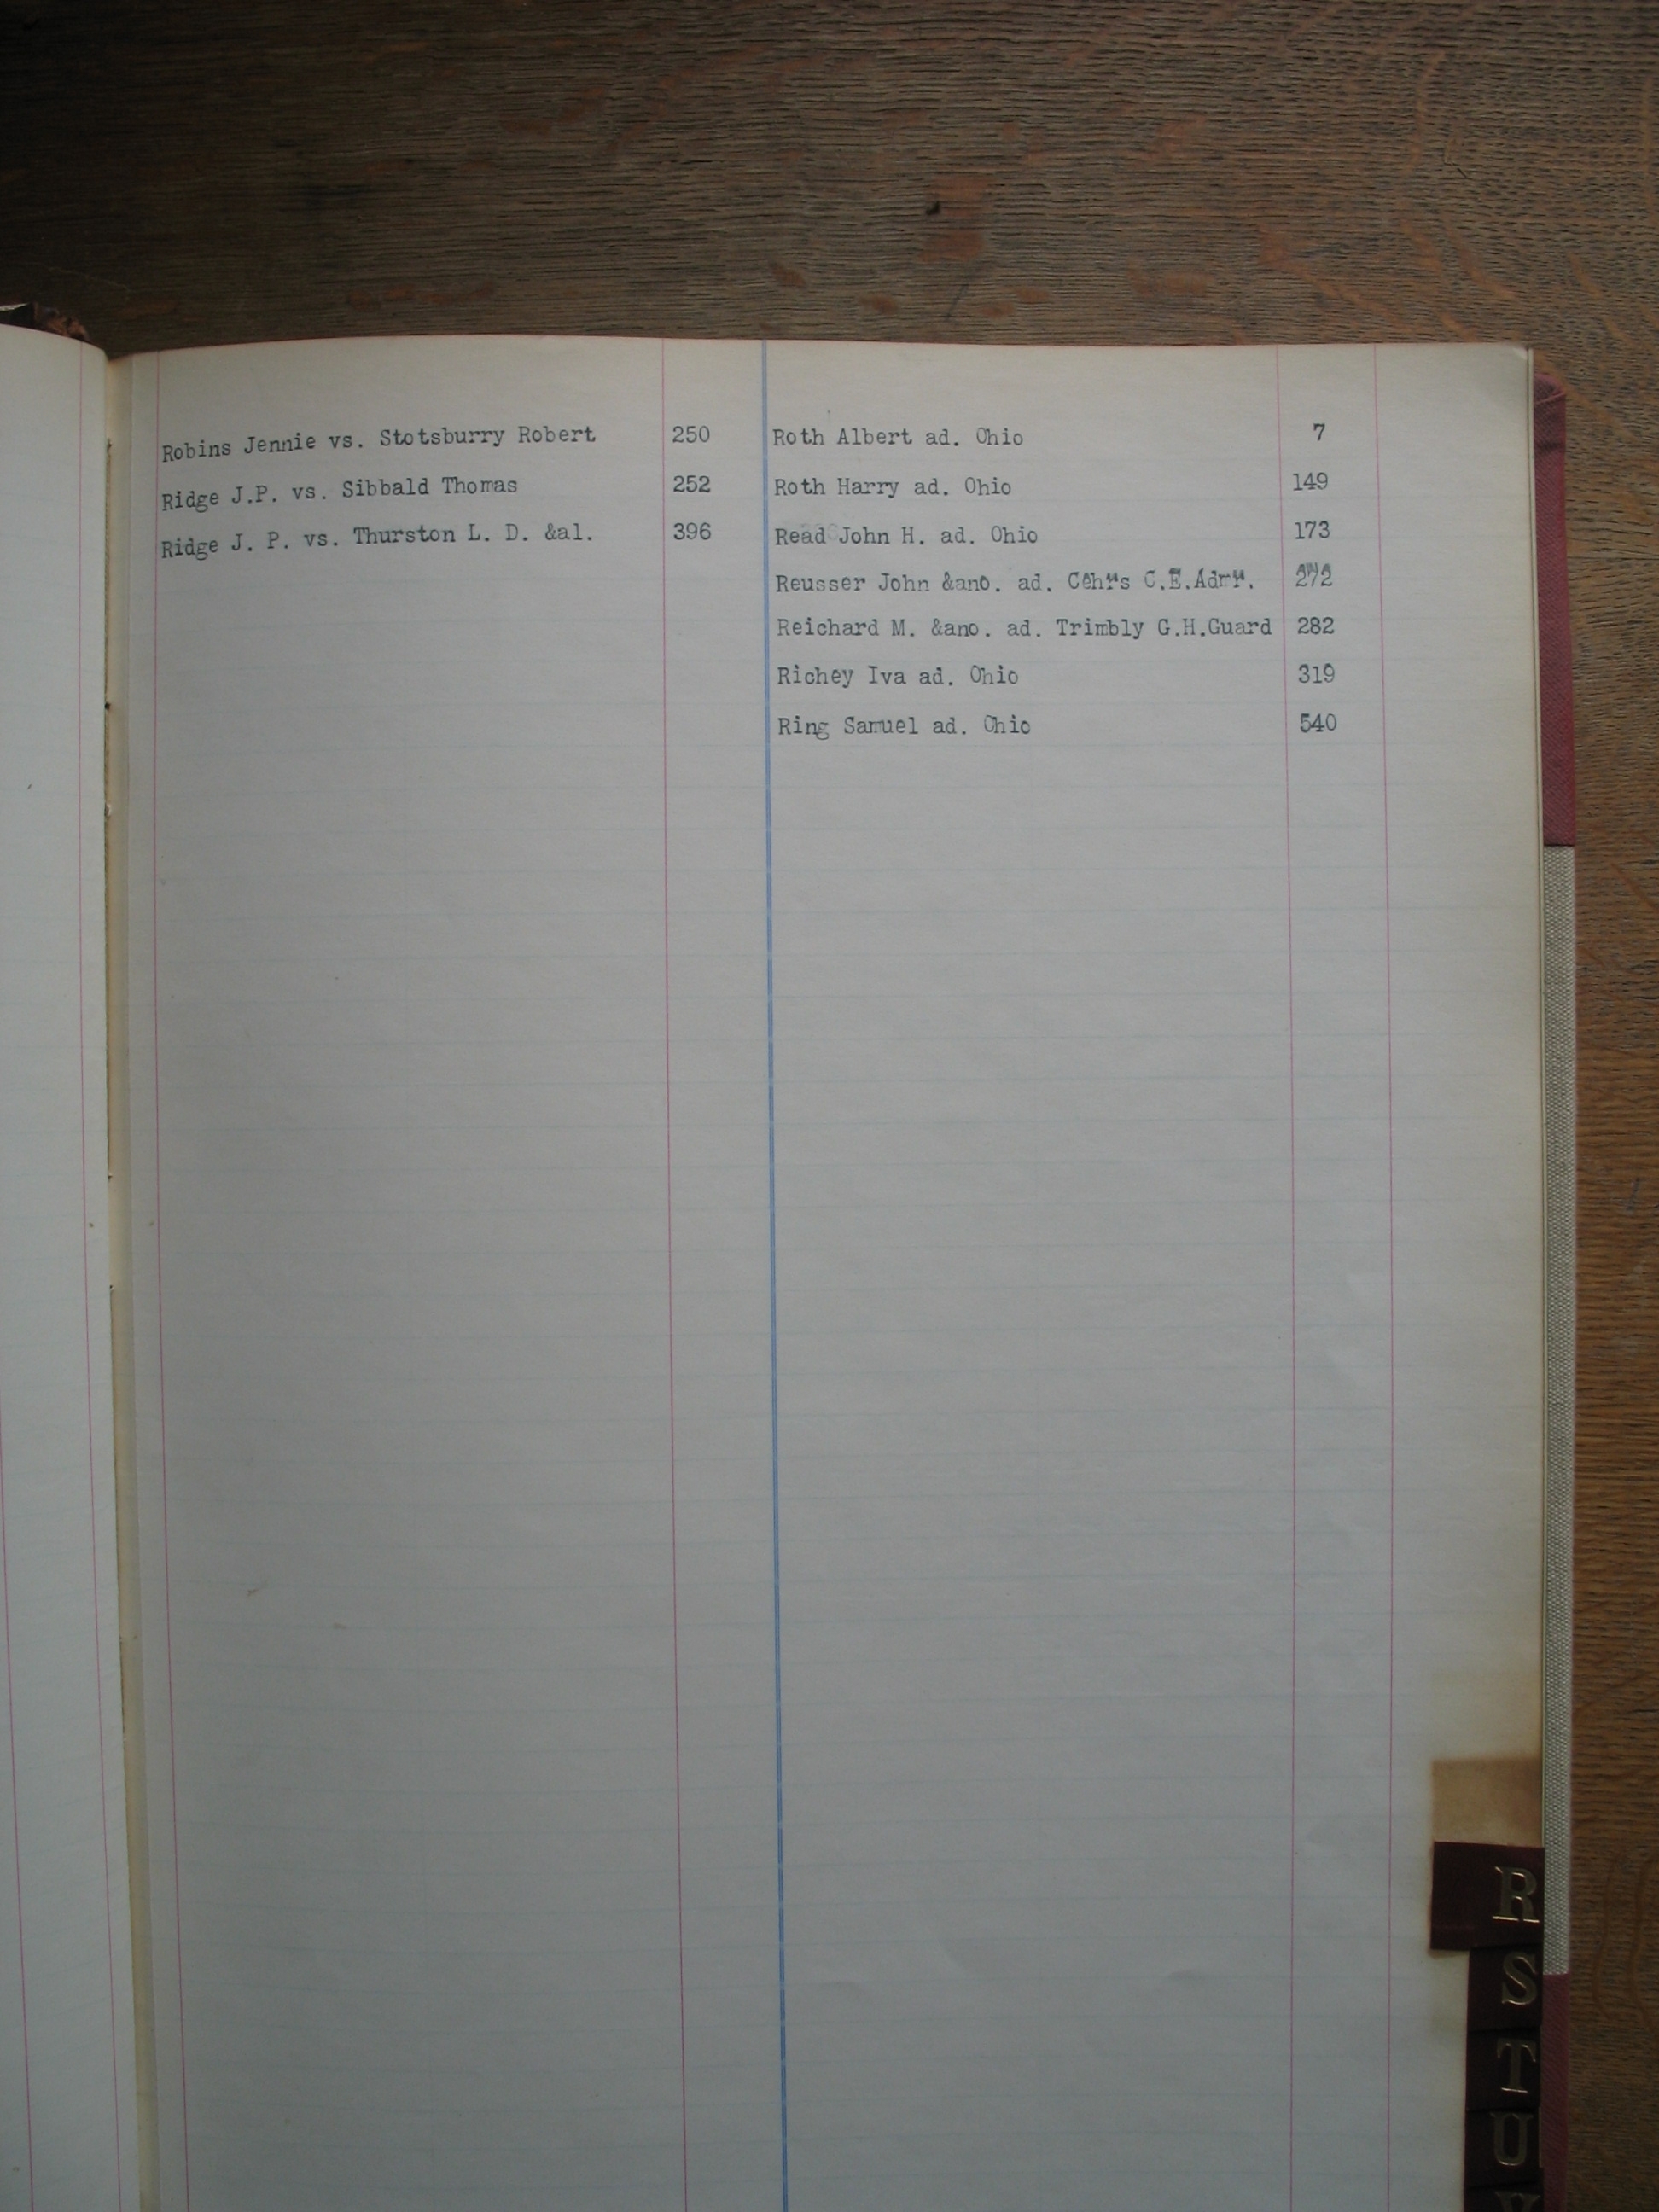 Robins Jennie vs. Stotsburry Robert 250
Ridge J.P. vs. Sibbald Thomas 252
Ridge J. P. vs. Thurston L. D. &al. 396
Roth Albert ad. Ohio 7
Roth Harry ad. Ohio 149
Read John H. ad. Ohio 173
Reusser John &ano. ad. C.E.Admr. 272
Reichard M. &ano. ad. Trimbly G.H.Guard 282
Richey Iva ad. Ohio 319
Ring Samuel ad. Ohio 540
R
S
T
U